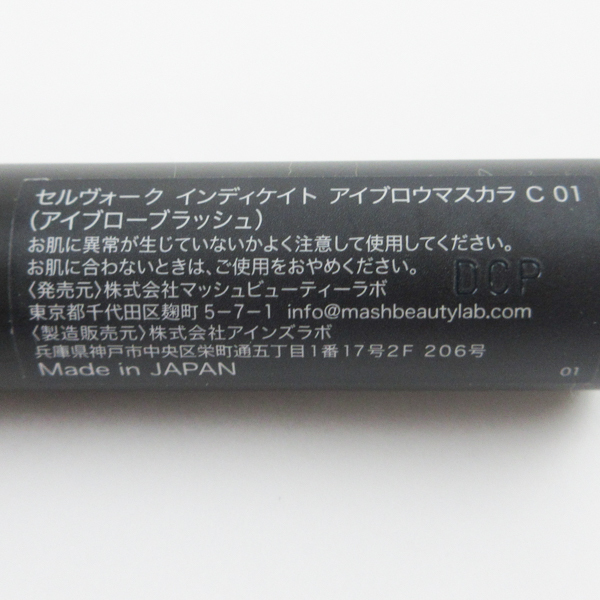 セルヴォーク インディケイト アイブロウマスカラ C 01
（アイブローブラッシュ）
お肌に異常が生じていないかよく注意して使用してください。
お肌に合わないときは、ご使用をおやめください。
DCP
〈発売元〉株式会社マッシュビューティーラボ
東京都千代田区麹町5-7-1 info@mashbeautylab.com
〈製造販売元〉株式会社アインズラボ
兵庫県神戸市中央区栄町通五丁目1番17号2F 206号
Made in JAPAN
01